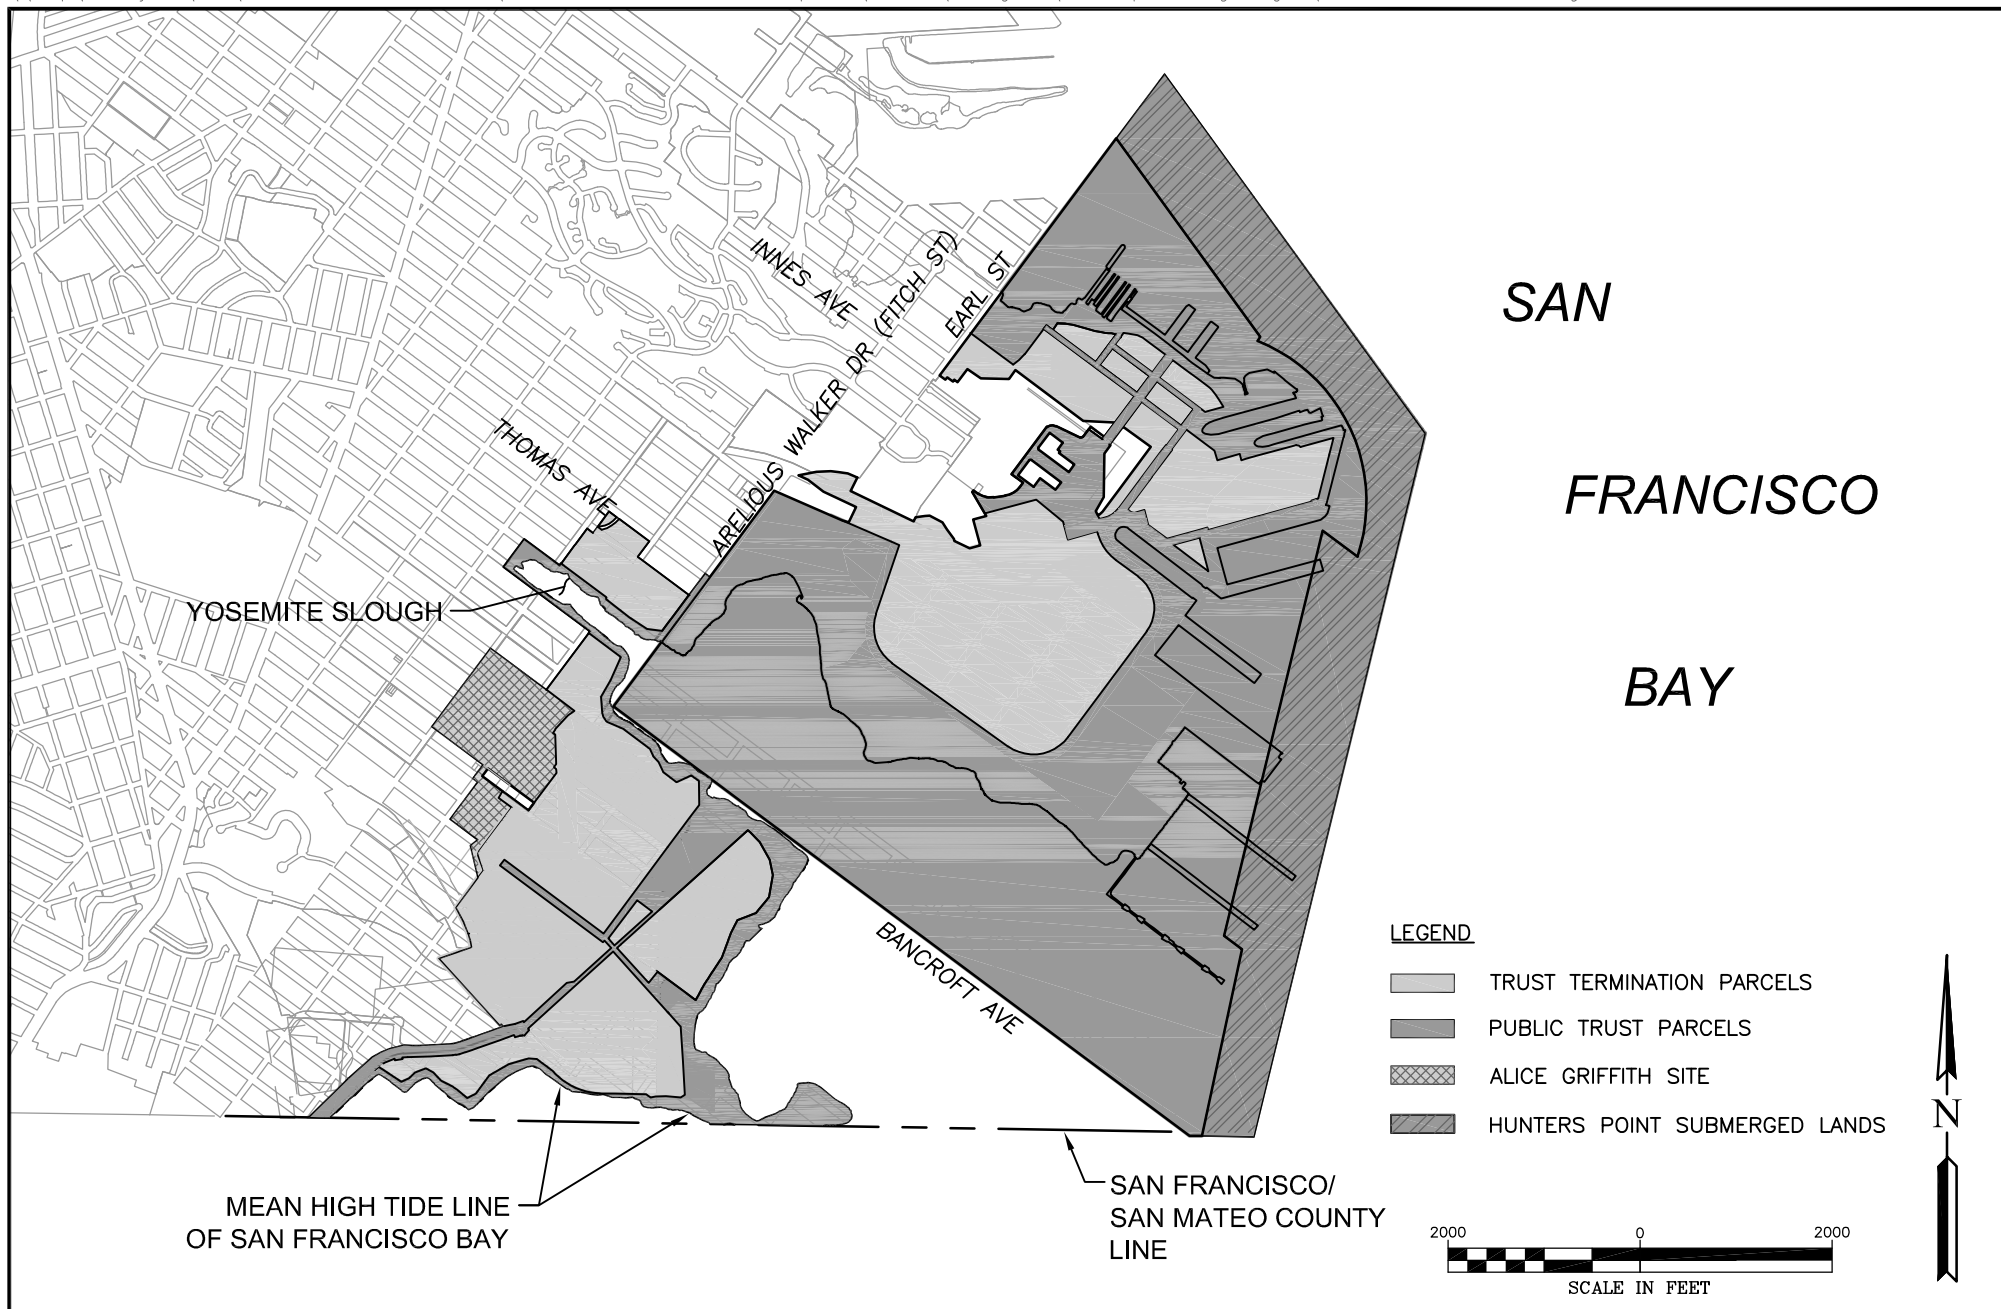 INNES AVE
ARELIOUS WALKER DR (FITCH ST)
EARL ST
THOMAS AVE
YOSEMITE SLOUGH
BANCROFT AVE
SAN
FRANCISCO
BAY
LEGEND
TRUST TERMINATION PARCELS
PUBLIC TRUST PARCELS
ALICE GRIFFITH SITE
HUNTERS POINT SUBMERGED LANDS
N
MEAN HIGH TIDE LINE
OF SAN FRANCISCO BAY
SAN FRANCISCO/
SAN MATEO COUNTY
LINE
2000 0 2000
SCALE IN FEET